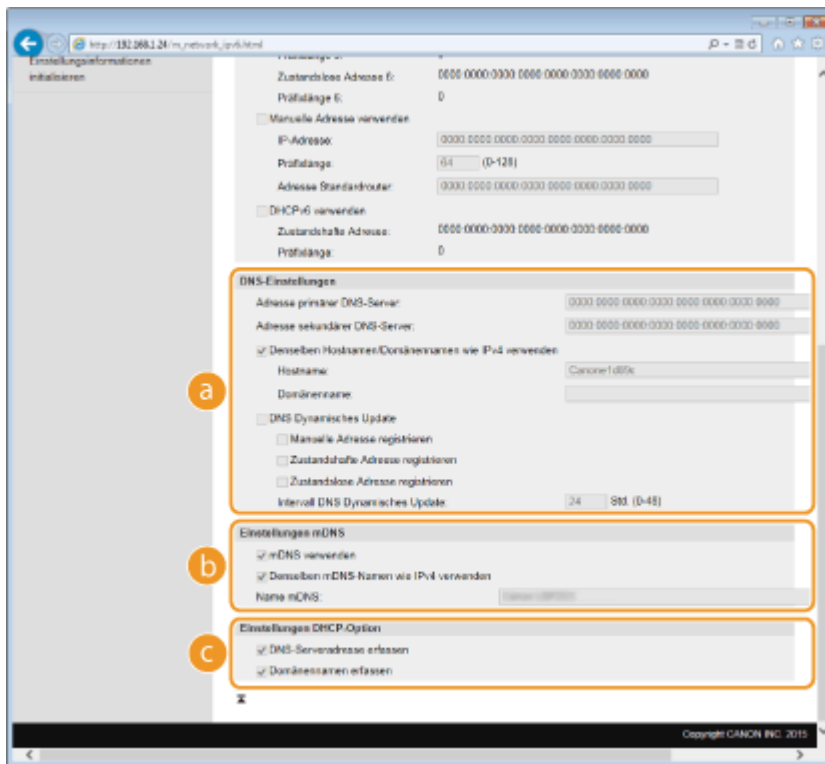 http://192.168.1.24/m_network_ipv6.html
Einstellungsinformationen
initialisieren
Zustandslose Adresse 6: 0000:0000:0000:0000:0000:0000:0000:0000
Präfixlänge 6: 0
Manuelle Adresse verwenden
IP-Adresse: 0000:0000:0000:0000:0000:0000:0000:0000
Präfixlänge: 64 (0-128)
Adresse Standardrouter: 0000:0000:0000:0000:0000:0000:0000:0000
DHCPv6 verwenden
Zustandshafte Adresse: 0000:0000:0000:0000:0000:0000:0000:0000
Präfixlänge: 0
DNS-Einstellungen
Adresse primärer DNS-Server: 0000:0000:0000:0000:0000:0000:0000:0000
Adresse sekundärer DNS-Server: 0000:0000:0000:0000:0000:0000:0000:0000
Denselben Hostnamen/Domänennamen wie IPv4 verwenden
a
Hostname:
Domänenname:
DNS Dynamisches Update
Manuelle Adresse registrieren
Zustandshafte Adresse registrieren
Zustandslose Adresse registrieren
Intervall DNS Dynamisches Update: 24 Std. (0-48)
Einstellungen mDNS
mDNS verwenden
b
Denselben mDNS-Namen wie IPv4 verwenden
Name mDNS:
Einstellungen DHCP-Option
c
DNS-Serveradresse erfassen
Domänennamen erfassen
Copyright CANON INC. 2015